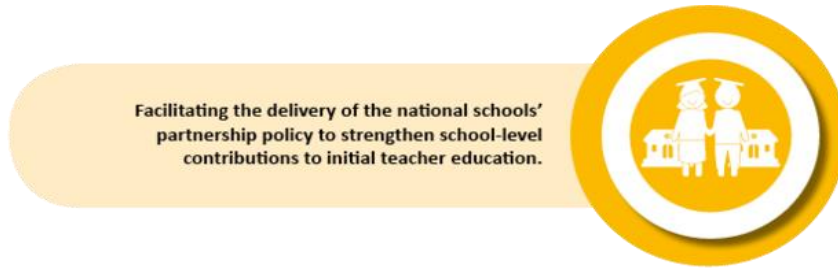 Facilitating the delivery of the national schools’
partnership policy to strengthen school-level
contributions to initial teacher education.